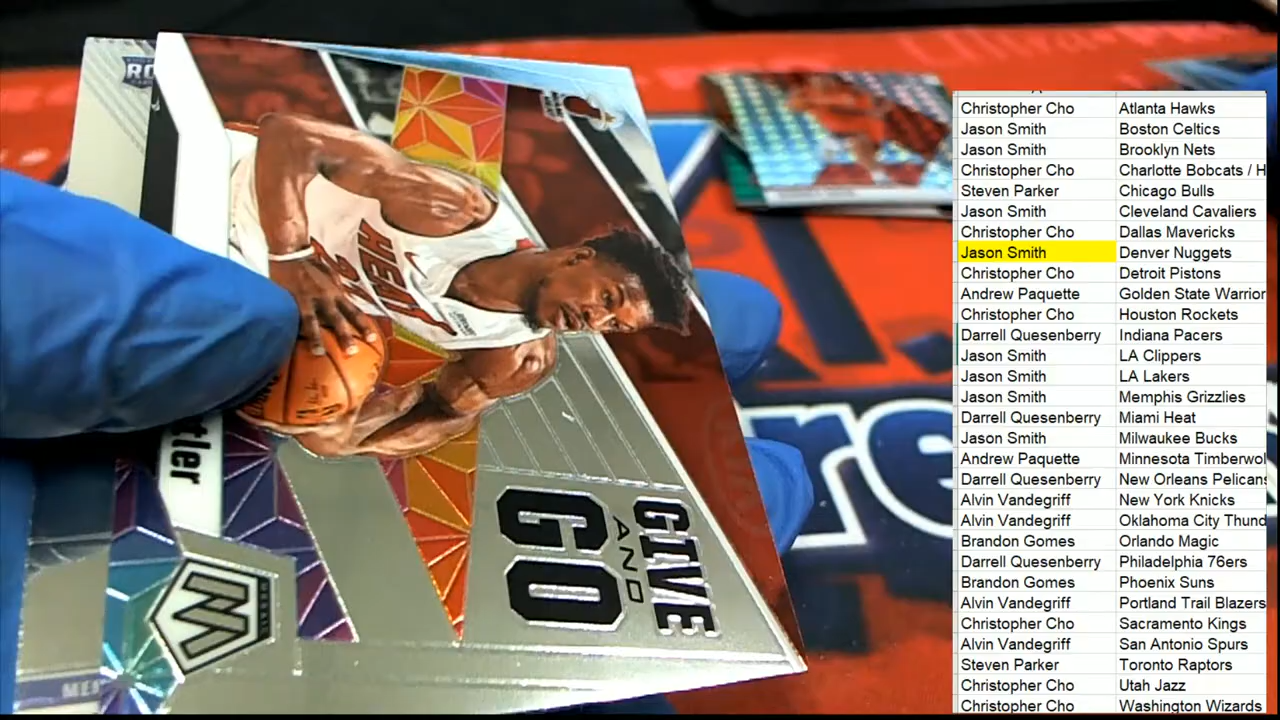 RO
HEAT
22
tler
GIVE
AND
GO
MOSAIC
re
Christopher Cho Atlanta Hawks
Jason Smith Boston Celtics
Jason Smith Brooklyn Nets
Christopher Cho Charlotte Bobcats / H
Steven Parker Chicago Bulls
Jason Smith Cleveland Cavaliers
Christopher Cho Dallas Mavericks
Jason Smith Denver Nuggets
Christopher Cho Detroit Pistons
Andrew Paquette Golden State Warrior
Christopher Cho Houston Rockets
Darrell Quesenberry Indiana Pacers
Jason Smith LA Clippers
Jason Smith LA Lakers
Jason Smith Memphis Grizzlies
Darrell Quesenberry Miami Heat
Jason Smith Milwaukee Bucks
Andrew Paquette Minnesota Timberwol
Darrell Quesenberry New Orleans Pelicans
Alvin Vandegriff New York Knicks
Alvin Vandegriff Oklahoma City Thund
Brandon Gomes Orlando Magic
Darrell Quesenberry Philadelphia 76ers
Brandon Gomes Phoenix Suns
Alvin Vandegriff Portland Trail Blazers
Christopher Cho Sacramento Kings
Alvin Vandegriff San Antonio Spurs
Steven Parker Toronto Raptors
Christopher Cho Utah Jazz
Christopher Cho Washington Wizards